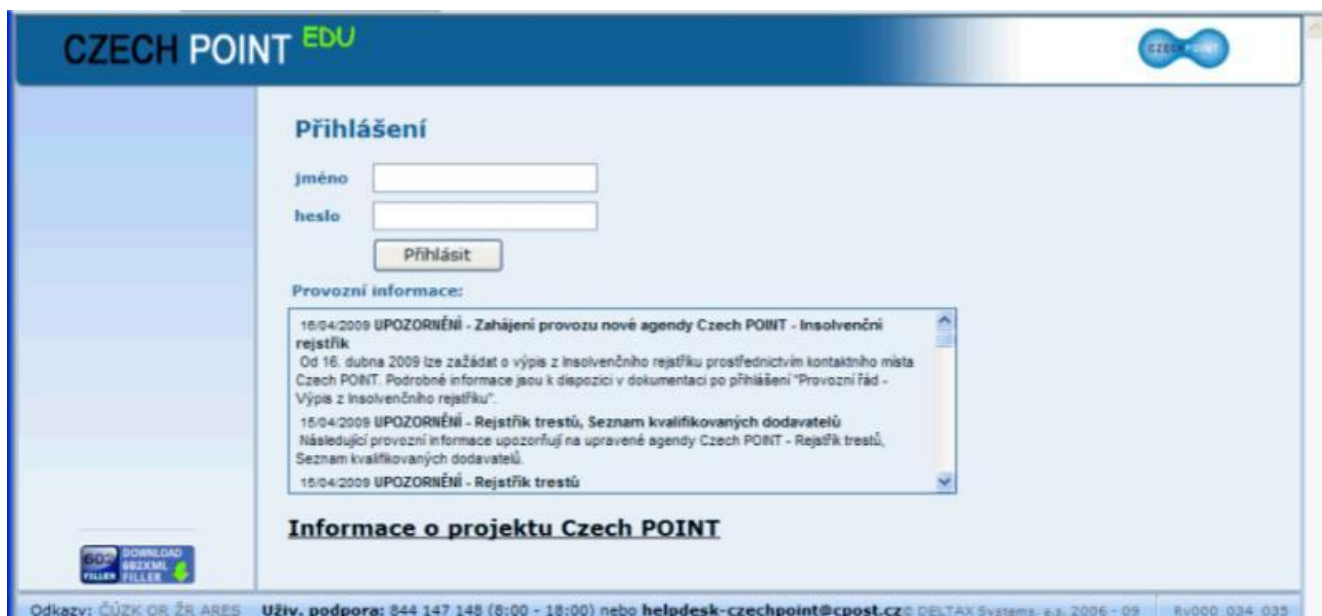 CZECH POINT EDU
CZECH POINT
Přihlášení
jméno
heslo
Přihlásit
Provozní informace:
16/04/2009 UPOZORNĚNÍ - Zahájení provozu nové agendy Czech POINT - Insolvenční
rejstřík
Od 16. dubna 2009 lze zažádat o výpis z Insolvenčního rejstříku prostřednictvím kontaktního místa
Czech POINT. Podrobné informace jsou k dispozici v dokumentaci po přihlášení "Provozní řád -
Výpis z Insolvenčního rejstříku".
15/04/2009 UPOZORNĚNÍ - Rejstřík trestů, Seznam kvalifikovaných dodavatelů
Následující provozní informace upozorňují na upravené agendy Czech POINT - Rejstřík trestů,
Seznam kvalifikovaných dodavatelů.
15/04/2009 UPOZORNĚNÍ - Rejstřík trestů
Informace o projektu Czech POINT
602 FILLER DOWNLOAD 602XML FILLER
Odkazy: ČÚZK OR ŽR ARES Uživ. podpora: 844 147 148 (8:00 - 18:00) nebo helpdesk-czechpoint@cpost.cz © DELTAX Systems, a.s. 2006 - 09 Rv000_034_035